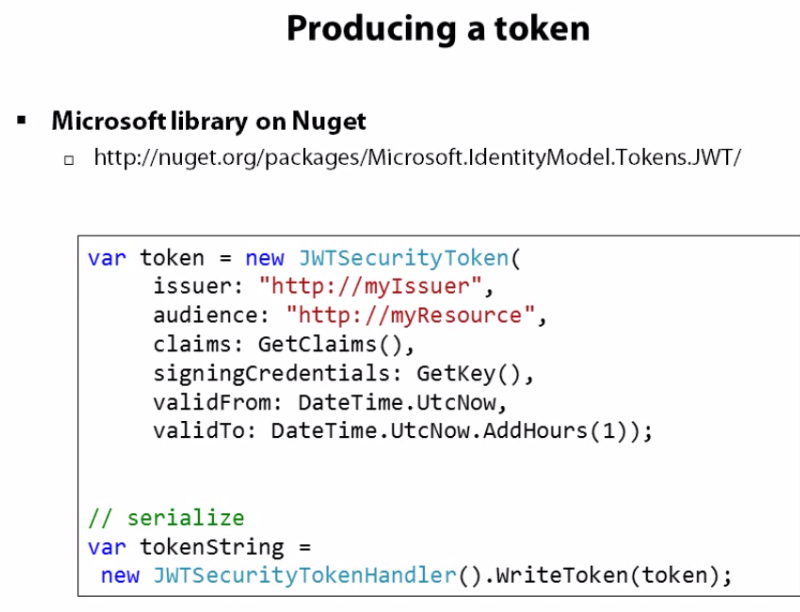 Producing a token
▪ Microsoft library on Nuget
□ http://nuget.org/packages/Microsoft.IdentityModel.Tokens.JWT/
var token = new JWTSecurityToken(
issuer: "http://myIssuer",
audience: "http://myResource",
claims: GetClaims(),
signingCredentials: GetKey(),
validFrom: DateTime.UtcNow,
validTo: DateTime.UtcNow.AddHours(1));
// serialize
var tokenString =
new JWTSecurityTokenHandler().WriteToken(token);